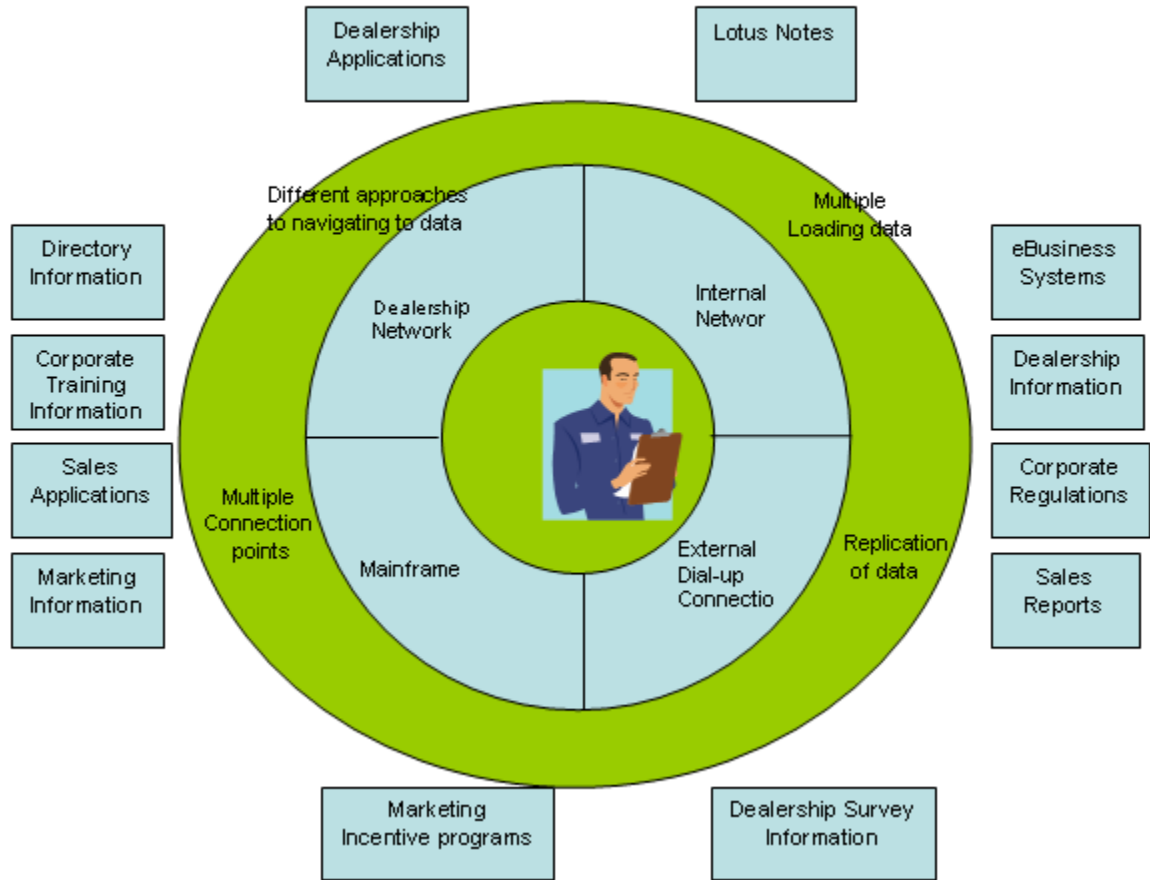 Dealership
Applications
Lotus Notes
Different approaches
to navigating to data
Multiple
Loading data
Directory
Information
eBusiness
Systems
Dealership
Network
Internal
Networ
Corporate
Training
Information
Dealership
Information
Sales
Applications
Corporate
Regulations
Multiple
Connection
points
Mainframe
External
Dial-up
Connectio
Replication
of data
Marketing
Information
Sales
Reports
Marketing
Incentive programs
Dealership Survey
Information